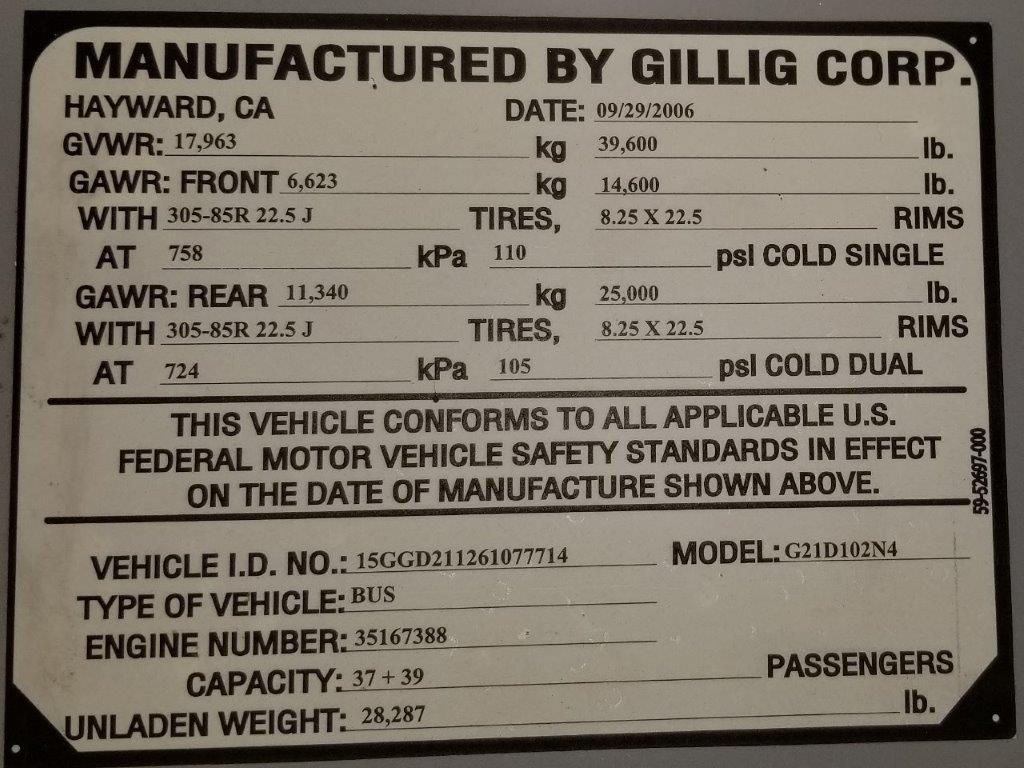 MANUFACTURED BY GILLIG CORP.
HAYWARD, CA DATE: 09/29/2006
GVWR: 17,963 kg 39,600 lb.
GAWR: FRONT 6,623 kg 14,600 lb.
WITH 305-85R 22.5 J TIRES, 8.25 X 22.5 RIMS
AT 758 kPa 110 psI COLD SINGLE
GAWR: REAR 11,340 kg 25,000 lb.
WITH 305-85R 22.5 J TIRES, 8.25 X 22.5 RIMS
AT 724 kPa 105 psI COLD DUAL
THIS VEHICLE CONFORMS TO ALL APPLICABLE U.S.
FEDERAL MOTOR VEHICLE SAFETY STANDARDS IN EFFECT
ON THE DATE OF MANUFACTURE SHOWN ABOVE.
59-52697-000
VEHICLE I.D. NO.: 15GGD211261077714 MODEL: G21D102N4
TYPE OF VEHICLE: BUS
ENGINE NUMBER: 35167388
CAPACITY: 37 + 39 PASSENGERS
UNLADEN WEIGHT: 28,287 lb.